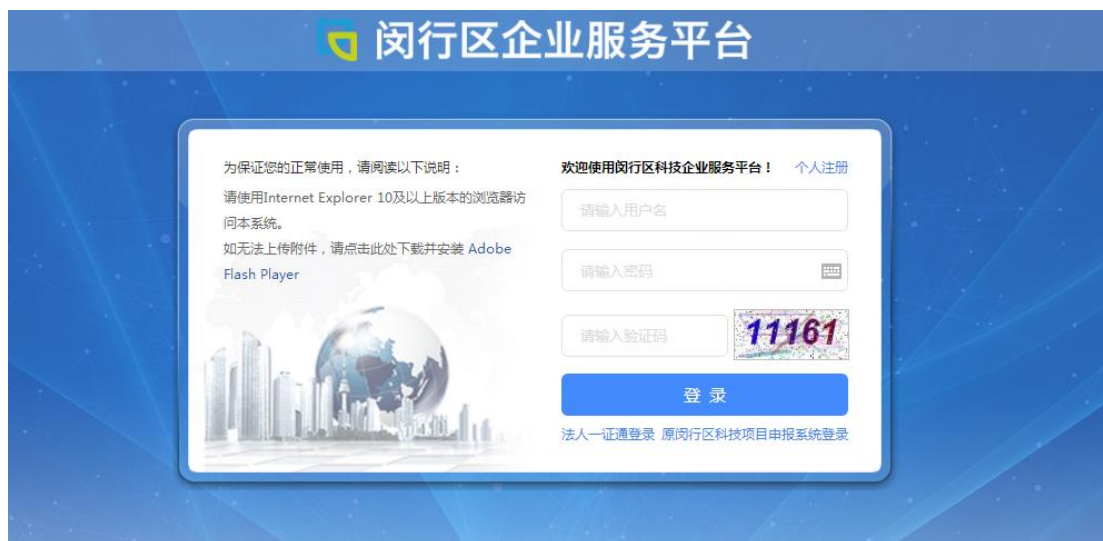 闵行区企业服务平台
为保证您的正常使用，请阅读以下说明：
请使用Internet Explorer 10及以上版本的浏览器访
问本系统。
如无法上传附件，请点击此处下载并安装 Adobe
Flash Player
欢迎使用闵行区科技企业服务平台！ 个人注册
请输入用户名
请输入密码
请输入验证码
11161
登 录
法人一证通登录 原闵行区科技项目申报系统登录